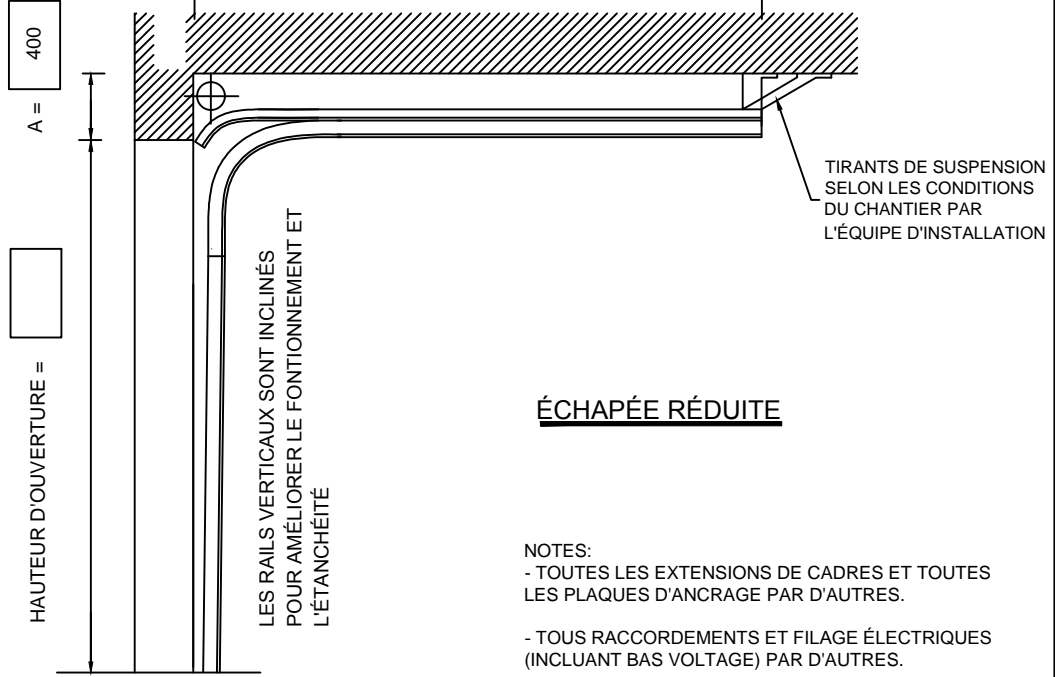 A = 400
HAUTEUR D'OUVERTURE =
LES RAILS VERTICAUX SONT INCLINÉS
POUR AMÉLIORER LE FONTIONNEMENT ET
L'ÉTANCHÉITÉ
TIRANTS DE SUSPENSION
SELON LES CONDITIONS
DU CHANTIER PAR
L'ÉQUIPE D'INSTALLATION
ÉCHAPÉE RÉDUITE
NOTES:
- TOUTES LES EXTENSIONS DE CADRES ET TOUTES
LES PLAQUES D'ANCRAGE PAR D'AUTRES.
- TOUS RACCORDEMENTS ET FILAGE ÉLECTRIQUES
(INCLUANT BAS VOLTAGE) PAR D'AUTRES.